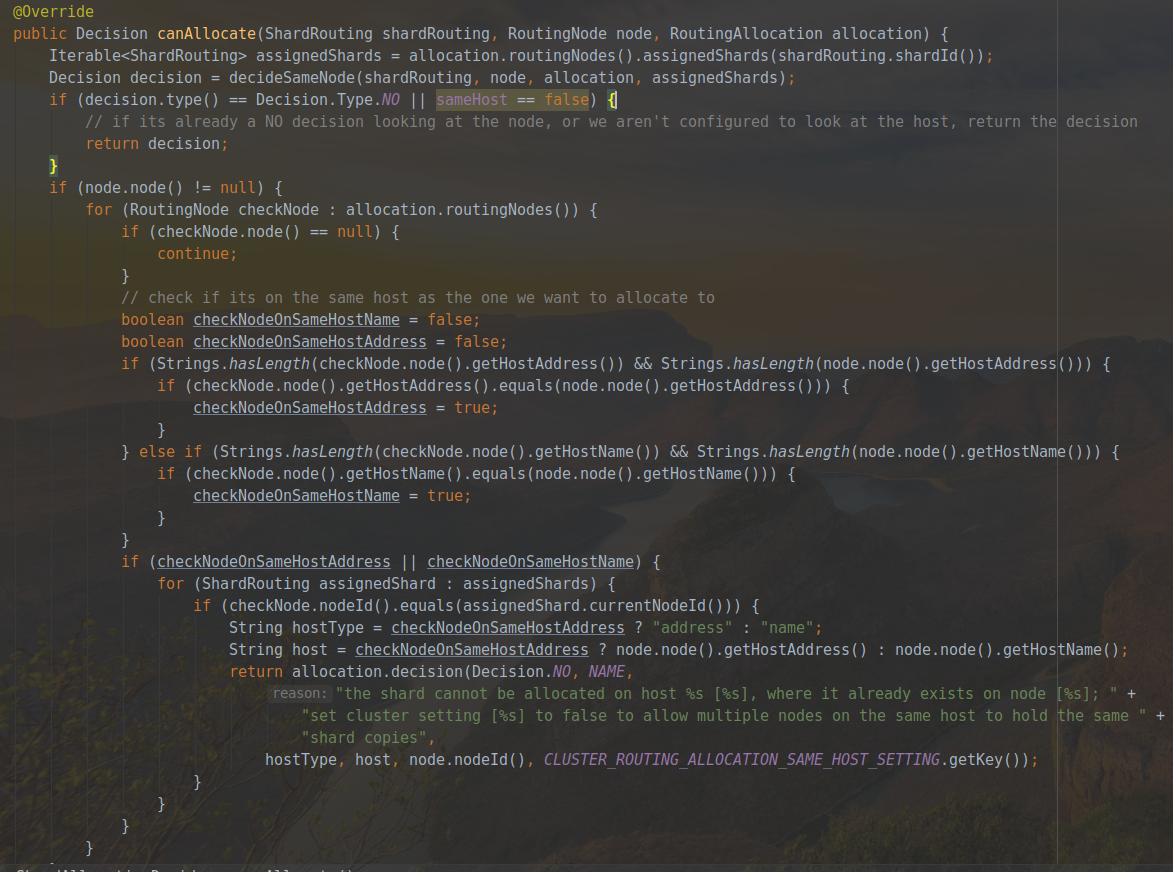 @Override
public Decision canAllocate(ShardRouting shardRouting, RoutingNode node, RoutingAllocation allocation) {
Iterable<ShardRouting> assignedShards = allocation.routingNodes().assignedShards(shardRouting.shardId());
Decision decision = decideSameNode(shardRouting, node, allocation, assignedShards);
if (decision.type() == Decision.Type.NO || sameHost == false) {
// if its already a NO decision looking at the node, or we aren't configured to look at the host, return the decision
return decision;
}
if (node.node() != null) {
for (RoutingNode checkNode : allocation.routingNodes()) {
if (checkNode.node() == null) {
continue;
}
// check if its on the same host as the one we want to allocate to
boolean checkNodeOnSameHostName = false;
boolean checkNodeOnSameHostAddress = false;
if (Strings.hasLength(checkNode.node().getHostAddress()) && Strings.hasLength(node.node().getHostAddress())) {
if (checkNode.node().getHostAddress().equals(node.node().getHostAddress())) {
checkNodeOnSameHostAddress = true;
}
} else if (Strings.hasLength(checkNode.node().getHostName()) && Strings.hasLength(node.node().getHostName())) {
if (checkNode.node().getHostName().equals(node.node().getHostName())) {
checkNodeOnSameHostName = true;
}
}
if (checkNodeOnSameHostAddress || checkNodeOnSameHostName) {
for (ShardRouting assignedShard : assignedShards) {
if (checkNode.nodeId().equals(assignedShard.currentNodeId())) {
String hostType = checkNodeOnSameHostAddress ? "address" : "name";
String host = checkNodeOnSameHostAddress ? node.node().getHostAddress() : node.node().getHostName();
return allocation.decision(Decision.NO, NAME,
reason: "the shard cannot be allocated on host %s [%s], where it already exists on node [%s]; " +
"set cluster setting [%s] to false to allow multiple nodes on the same host to hold the same " +
"shard copies",
hostType, host, node.nodeId(), CLUSTER_ROUTING_ALLOCATION_SAME_HOST_SETTING.getKey());
}
}
}
}